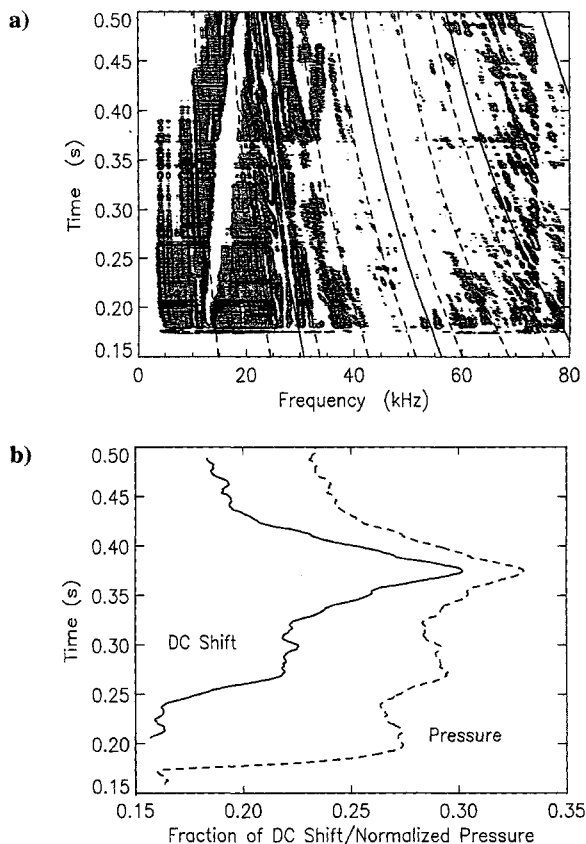 a)
0.50
0.45
0.40
0.35
0.30
0.25
0.20
0.15
Time (s)
0 20 40 60 80
Frequency (kHz)
b)
0.50
0.45
0.40
0.35
0.30
0.25
0.20
0.15
Time (s)
DC Shift
Pressure
0.15 0.20 0.25 0.30 0.35
Fraction of DC Shift/Normalized Pressure